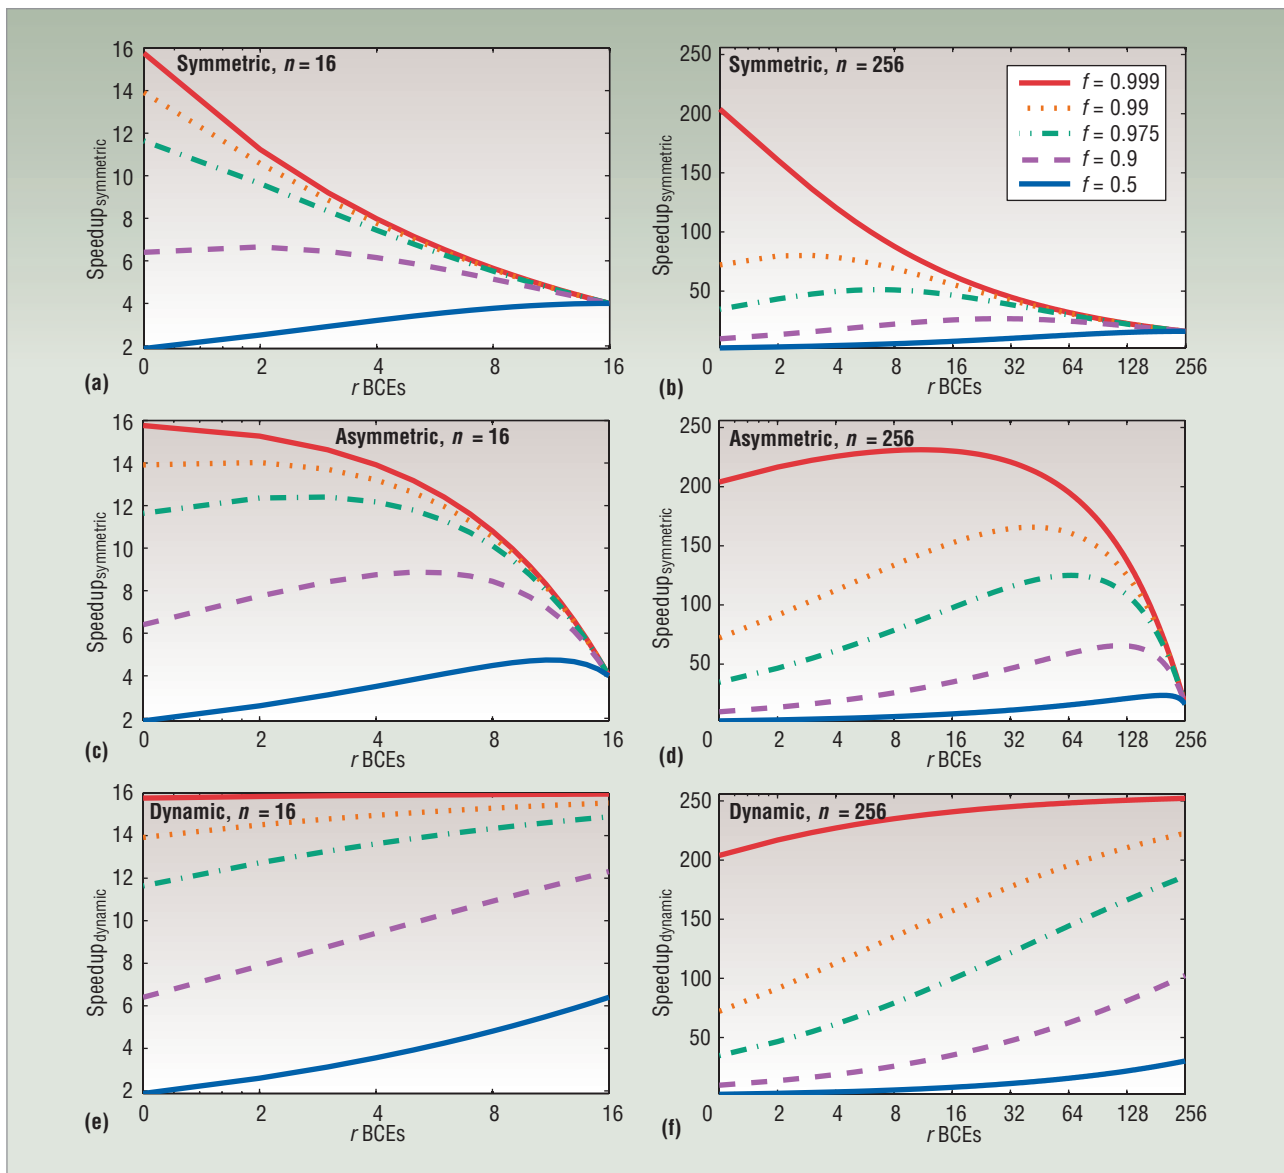 Symmetric, n = 16
Speedup symmetric
16
14
12
10
8
6
4
2
0 2 4 8 16
r BCEs
(a)
Symmetric, n = 256
f = 0.999
f = 0.99
f = 0.975
f = 0.9
f = 0.5
Speedup symmetric
250
200
150
100
50
0 2 4 8 16 32 64 128 256
r BCEs
(b)
Asymmetric, n = 16
Speedup symmetric
16
14
12
10
8
6
4
2
0 2 4 8 16
r BCEs
(c)
Asymmetric, n = 256
Speedup symmetric
250
200
150
100
50
0 2 4 8 16 32 64 128 256
r BCEs
(d)
Dynamic, n = 16
Speedup dynamic
16
14
12
10
8
6
4
2
0 2 4 8 16
r BCEs
(e)
Dynamic, n = 256
Speedup dynamic
250
200
150
100
50
0 2 4 8 16 32 64 128 256
r BCEs
(f)